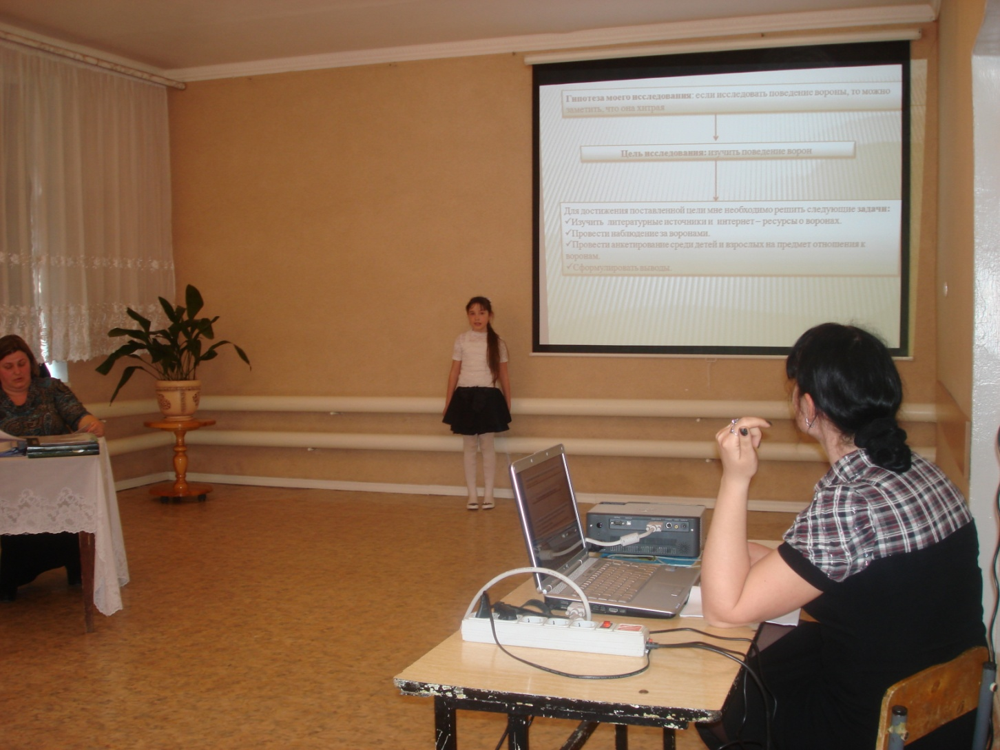 Гипотеза моего исследования: если исследовать поведение вороны, то можно
заметить, что она хитрая
Цель исследования: изучить поведение ворон
Для достижения поставленной цели мне необходимо решить следующие задачи:
✓Изучить литературные источники и интернет – ресурсы о воронах.
✓Провести наблюдение за воронами.
✓Провести анкетирование среди детей и взрослых на предмет отношения к
воронам.
✓Сформулировать выводы.